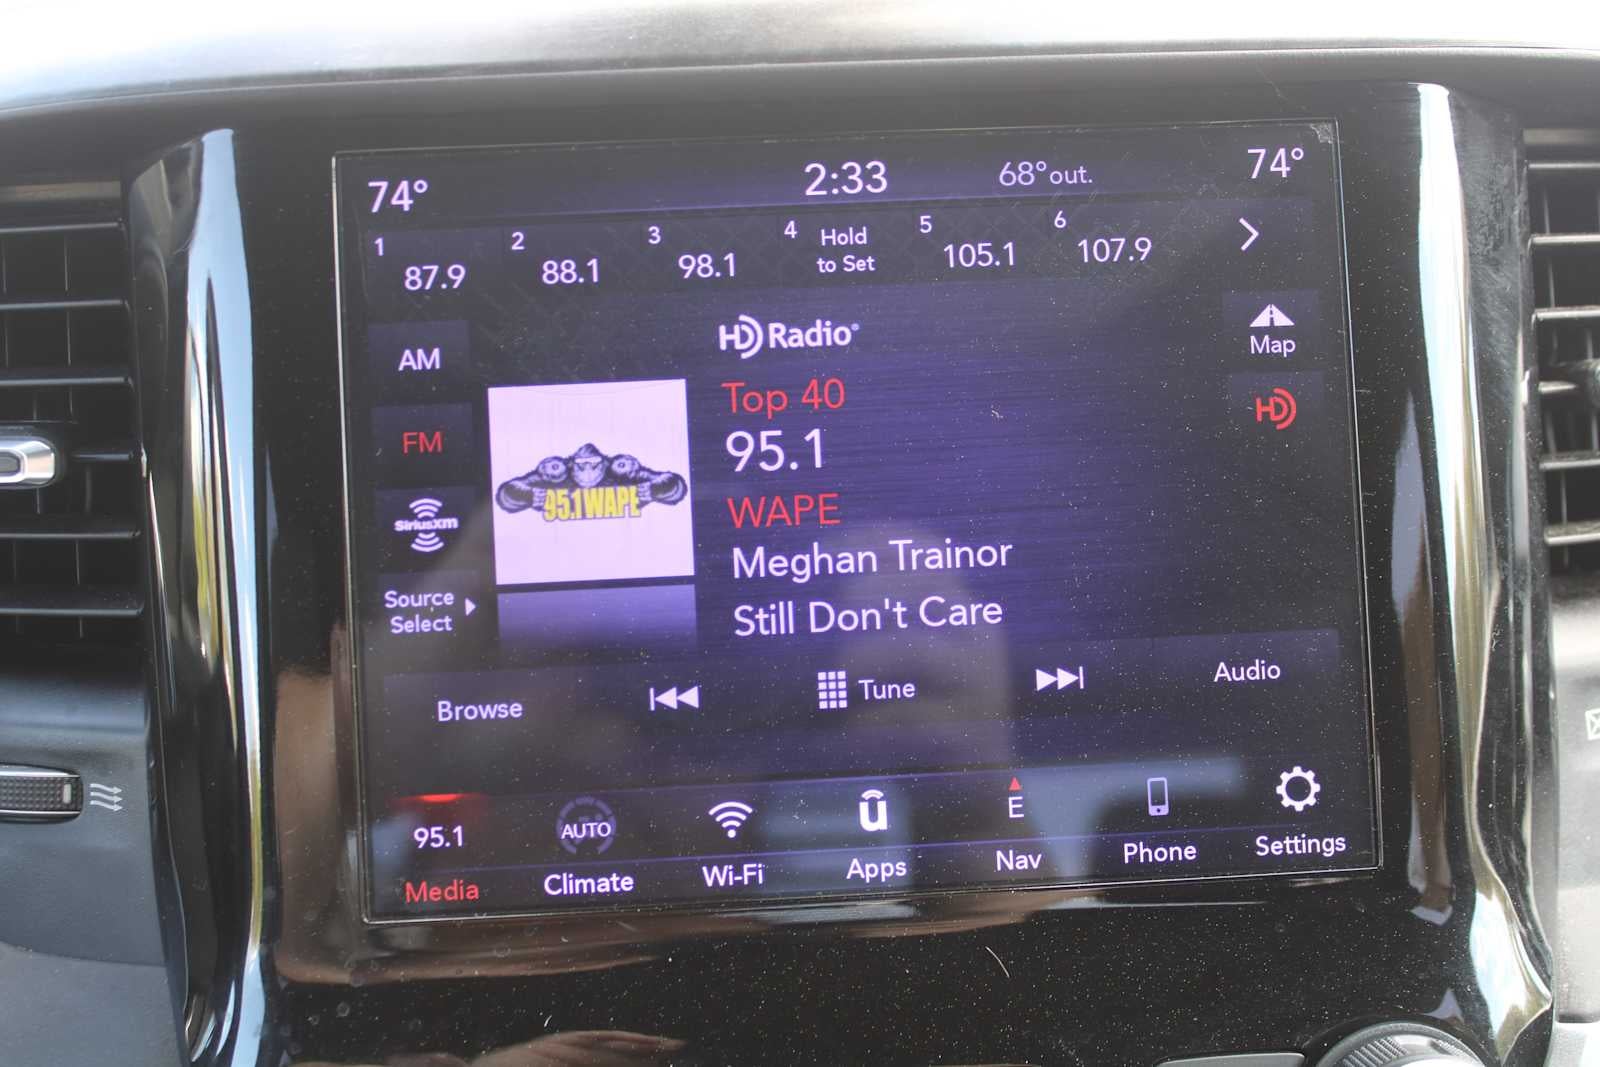 74° 2:33 68° out. 74°
1 87.9 2 88.1 3 98.1 4 Hold to Set 5 105.1 6 107.9
HD Radio®
Map
AM
Top 40
HD
FM
95.1
95.1 WAPE
WAPE
SiriusXM
Meghan Trainor
Source Select
Still Don't Care
Browse Tune Audio
95.1 AUTO E
Media Climate Wi-Fi Apps Nav Phone Settings